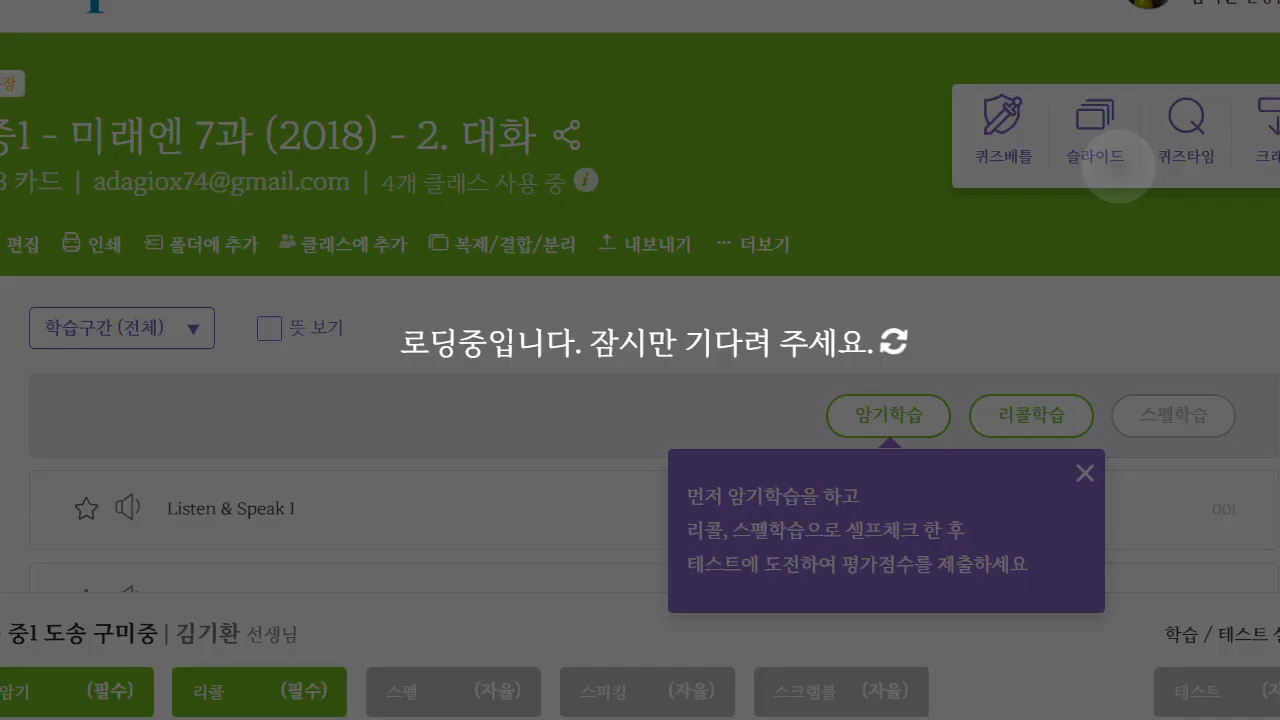 장
중1 - 미래엔 7과 (2018) - 2. 대화
카드 | adagiox74@gmail.com | 4개 클래스 사용 중
퀴즈배틀 슬라이드 퀴즈타임 크래
편집 인쇄 폴더에 추가 클래스에 추가 복제/결합/분리 내보내기 더보기
학습구간 (전체) ▼ 뜻 보기
로딩중입니다. 잠시만 기다려 주세요.
암기학습 리콜학습 스펠학습
먼저 암기학습을 하고
리콜, 스펠학습으로 셀프체크 한 후
테스트에 도전하여 평가점수를 제출하세요
Listen & Speak 1 001
중1 도송 구미중 | 김기환 선생님
학습 / 테스트
암기 (필수) 리콜 (필수) 스펠 (자율) 스피킹 (자율) 스크램블 (자율) 테스트